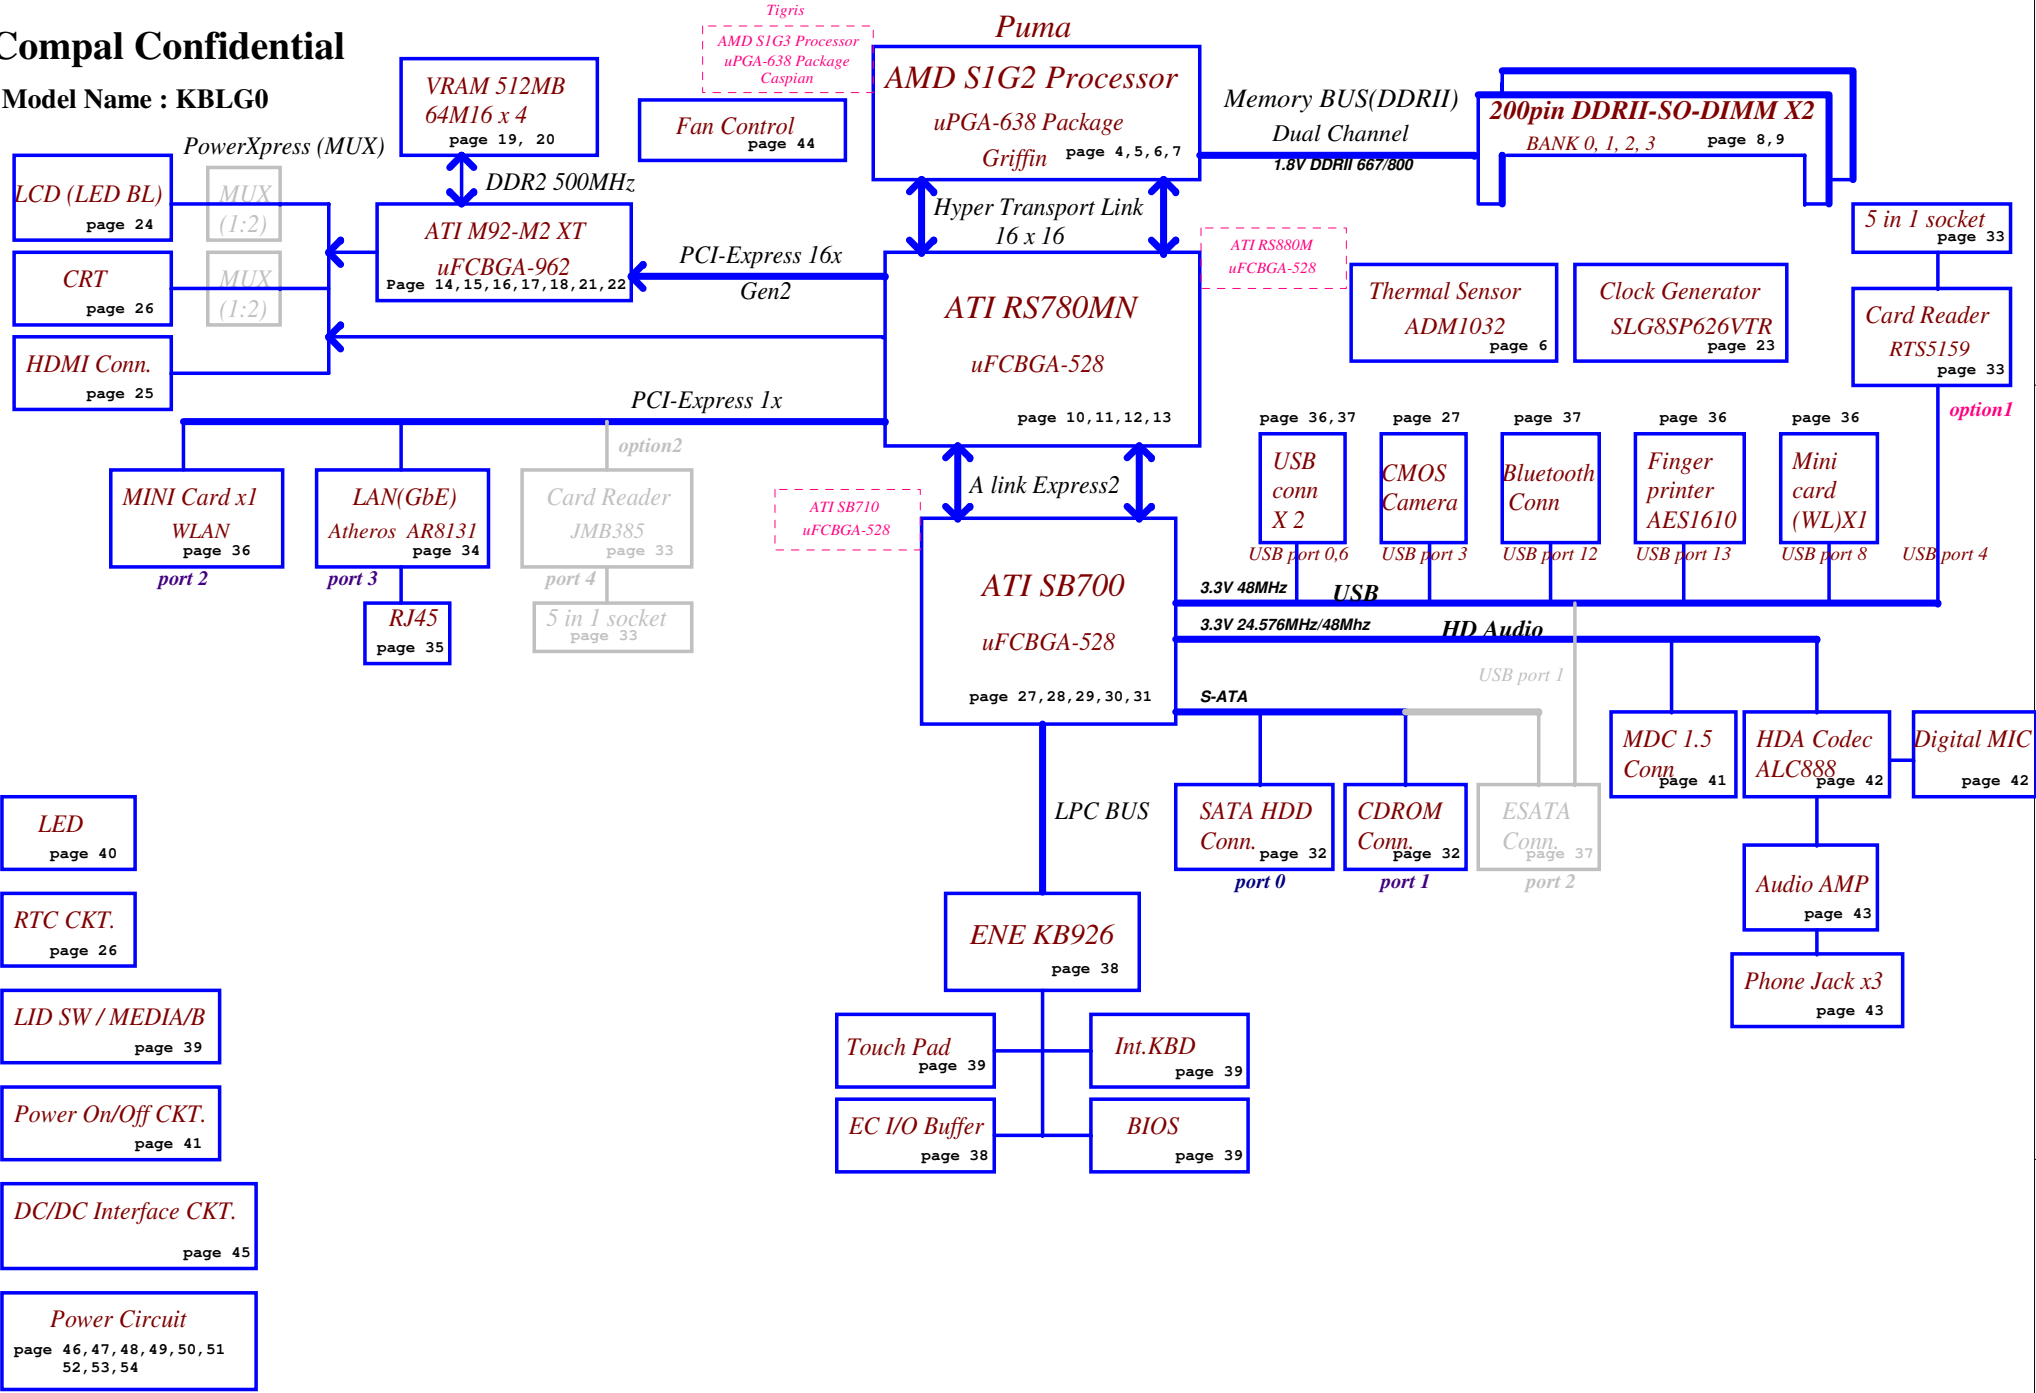 Compal Confidential
Model Name : KBLG0
Tigris
AMD S1G3 Processor
uPGA-638 Package
Caspian
Puma
AMD S1G2 Processor
uPGA-638 Package
Griffin
page 4,5,6,7
VRAM 512MB
64M16 x 4
page 19, 20
Fan Control
page 44
Memory BUS(DDRII)
Dual Channel
1.8V DDRII 667/800
200pin DDRII-SO-DIMM X2
BANK 0, 1, 2, 3
page 8,9
PowerXpress (MUX)
DDR2 500MHz
LCD (LED BL)
page 24
MUX
(1:2)
CRT
page 26
MUX
(1:2)
HDMI Conn.
page 25
ATI M92-M2 XT
uFCBGA-962
Page 14,15,16,17,18,21,22
PCI-Express 16x
Gen2
Hyper Transport Link
16 x 16
ATI RS780MN
uFCBGA-528
page 10,11,12,13
ATI RS880M
uFCBGA-528
Thermal Sensor
ADM1032
page 6
Clock Generator
SLG8SP626VTR
page 23
5 in 1 socket
page 33
Card Reader
RTS5159
page 33
option1
PCI-Express 1x
option2
MINI Card x1
WLAN
page 36
port 2
LAN(GbE)
Atheros AR8131
page 34
port 3
RJ45
page 35
Card Reader
JMB385
page 33
port 4
5 in 1 socket
page 33
A link Express2
ATI SB710
uFCBGA-528
page 36,37
USB
conn
X 2
USB port 0,6
page 27
CMOS
Camera
USB port 3
page 37
Bluetooth
Conn
USB port 12
page 36
Finger
printer
AES1610
USB port 13
page 36
Mini
card
(WL)X1
USB port 8
USB port 4
ATI SB700
uFCBGA-528
page 27,28,29,30,31
3.3V 48MHz
USB
3.3V 24.576MHz/48Mhz
HD Audio
USB port 1
S-ATA
SATA HDD
Conn.
page 32
port 0
CDROM
Conn.
page 32
port 1
ESATA
Conn.
page 37
port 2
MDC 1.5
Conn
page 41
HDA Codec
ALC888
page 42
Digital MIC
page 42
Audio AMP
page 43
Phone Jack x3
page 43
LPC BUS
ENE KB926
page 38
Touch Pad
page 39
Int.KBD
page 39
EC I/O Buffer
page 38
BIOS
page 39
LED
page 40
RTC CKT.
page 26
LID SW / MEDIA/B
page 39
Power On/Off CKT.
page 41
DC/DC Interface CKT.
page 45
Power Circuit
page 46,47,48,49,50,51
52,53,54